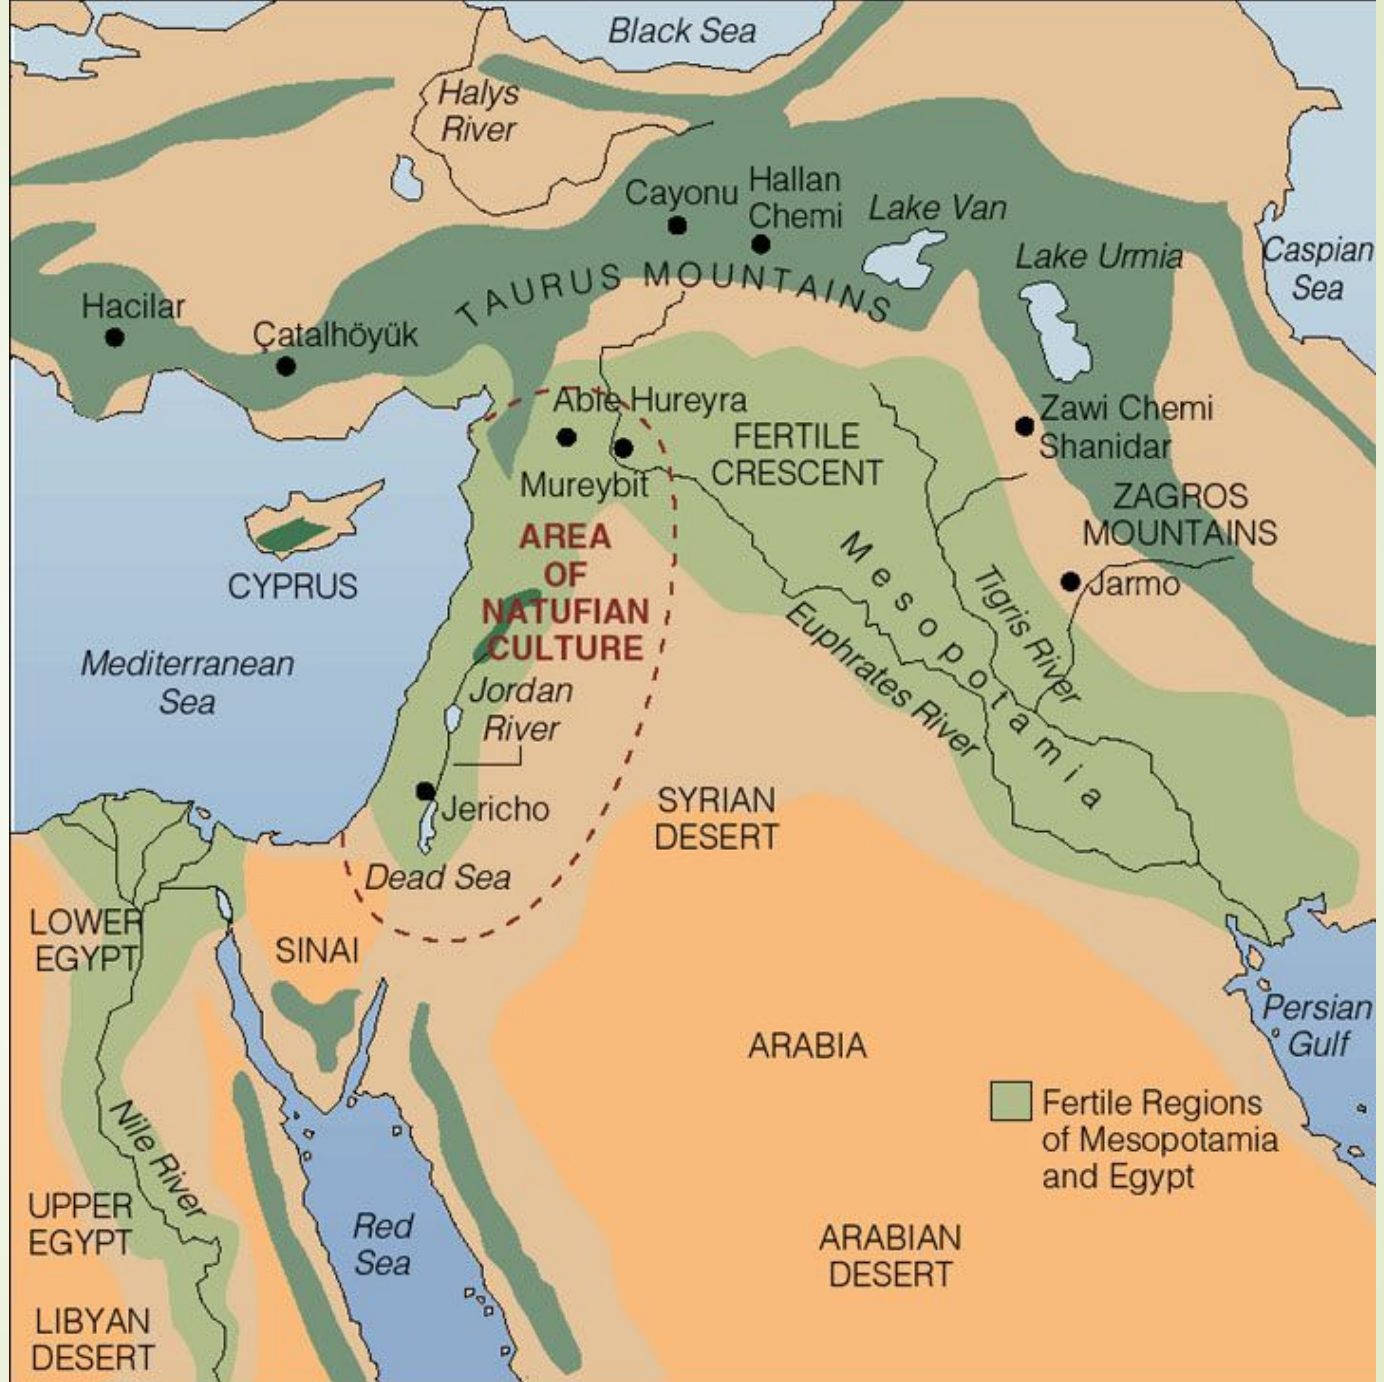 Black Sea
Halys
River
Cayonu
Hallan
Chemi
Lake Van
Lake Urmia
Caspian
Sea
TAURUS MOUNTAINS
Hacilar
Çatalhöyük
Able Hureyra
Zawi Chemi
Shanidar
FERTILE
CRESCENT
Mureybit
ZAGROS
MOUNTAINS
AREA
OF
NATUFIAN
CULTURE
CYPRUS
Mesopotamia
Tigris River
Jarmo
Euphrates River
Mediterranean
Sea
Jordan
River
Jericho
SYRIAN
DESERT
Dead Sea
LOWER
EGYPT
SINAI
Persian
Gulf
ARABIA
Fertile Regions
of Mesopotamia
and Egypt
Nile River
UPPER
EGYPT
Red
Sea
ARABIAN
DESERT
LIBYAN
DESERT